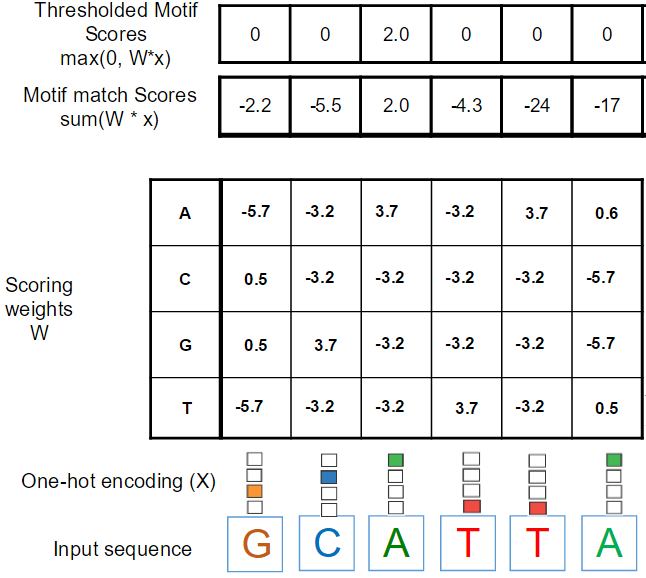 Thresholded Motif
Scores
max(0, W*x)
0 0 2.0 0 0 0
Motif match Scores
sum(W * x)
-2.2 -5.5 2.0 -4.3 -24 -17
Scoring
weights
W
A -5.7 -3.2 3.7 -3.2 3.7 0.6
C 0.5 -3.2 -3.2 -3.2 -3.2 -5.7
G 0.5 3.7 -3.2 -3.2 -3.2 -5.7
T -5.7 -3.2 -3.2 3.7 -3.2 0.5
One-hot encoding (X)
Input sequence
G C A T T A